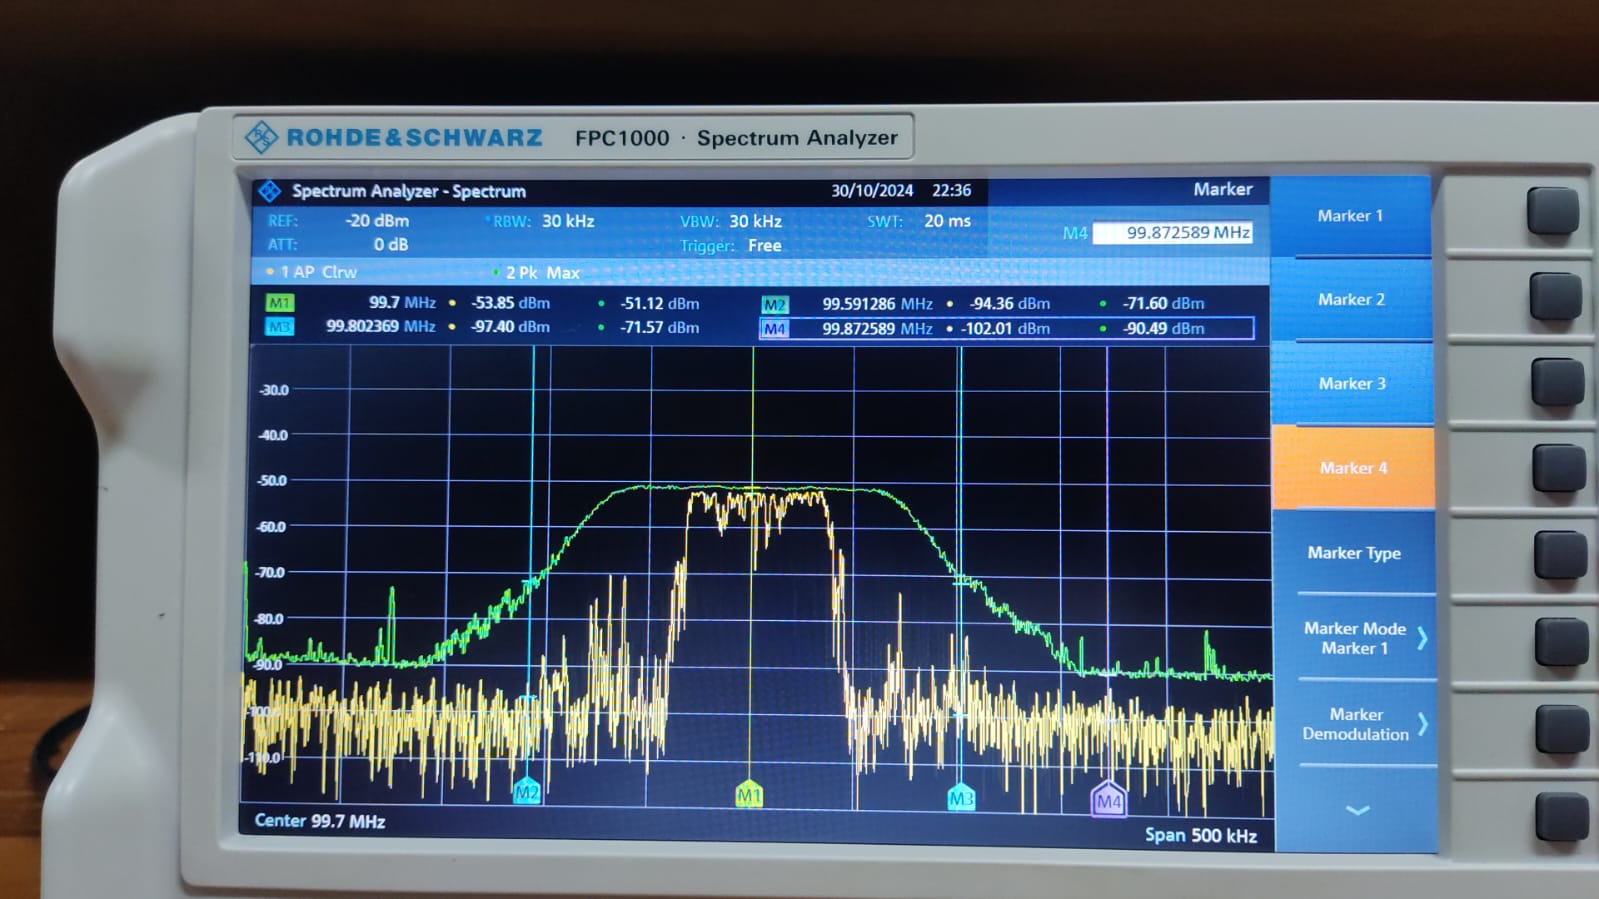 ROHDE&SCHWARZ FPC1000 · Spectrum Analyzer
Spectrum Analyzer - Spectrum 30/10/2024 22:36 Marker
REF: -20 dBm RBW: 30 kHz VBW: 30 kHz SWT: 20 ms
ATT: 0 dB Trigger: Free M4 99.872589 MHz
1 AP Clrw 2 Pk Max
M1 99.7 MHz -53.85 dBm -51.12 dBm M2 99.591286 MHz -94.36 dBm -71.60 dBm
M3 99.802369 MHz -97.40 dBm -71.57 dBm M4 99.872589 MHz -102.01 dBm -90.49 dBm
-30.0
-40.0
-50.0
-60.0
-70.0
-80.0
-90.0
-100.0
-110.0
M2 M1 M3 M4
Center 99.7 MHz Span 500 kHz
Marker 1
Marker 2
Marker 3
Marker 4
Marker Type
Marker Mode
Marker 1
Marker
Demodulation